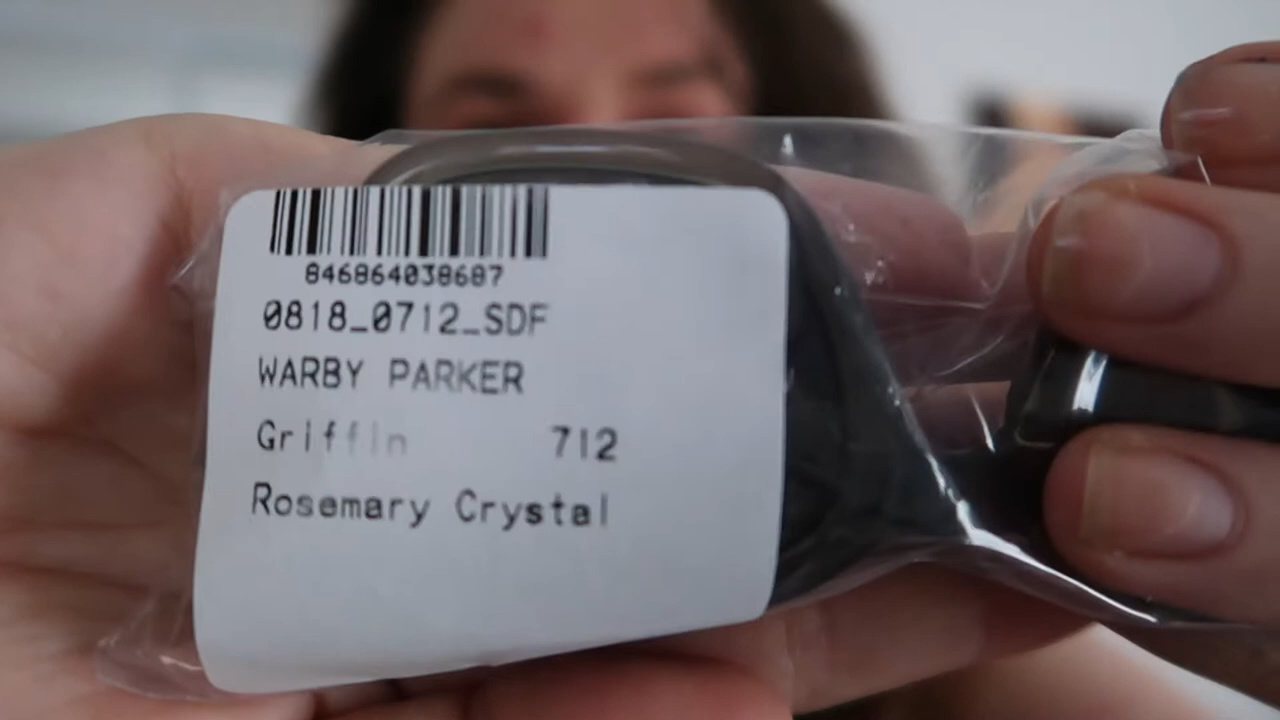 846864038687
0818_0712_SDF
WARBY PARKER
Griffin 712
Rosemary Crystal